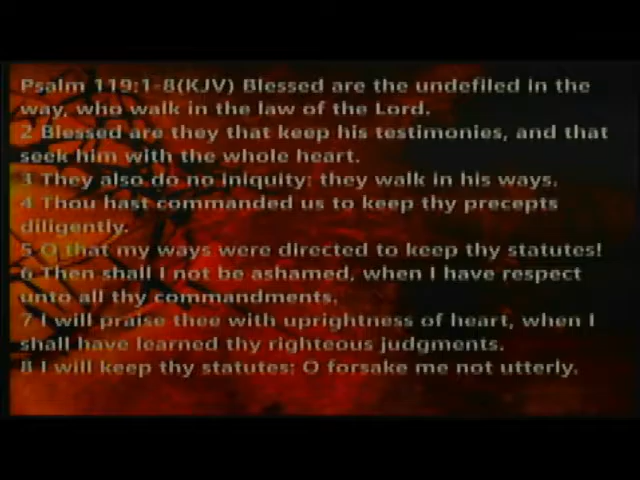 Psalm 119:1-8(KJV) Blessed are the undefiled in the
way, who walk in the law of the Lord.
2 Blessed are they that keep his testimonies, and that
seek him with the whole heart.
3 They also do no iniquity: they walk in his ways.
4 Thou hast commanded us to keep thy precepts
diligently.
5 O that my ways were directed to keep thy statutes!
6 Then shall I not be ashamed, when I have respect
unto all thy commandments.
7 I will praise thee with uprightness of heart, when I
shall have learned thy righteous judgments.
8 I will keep thy statutes: O forsake me not utterly.